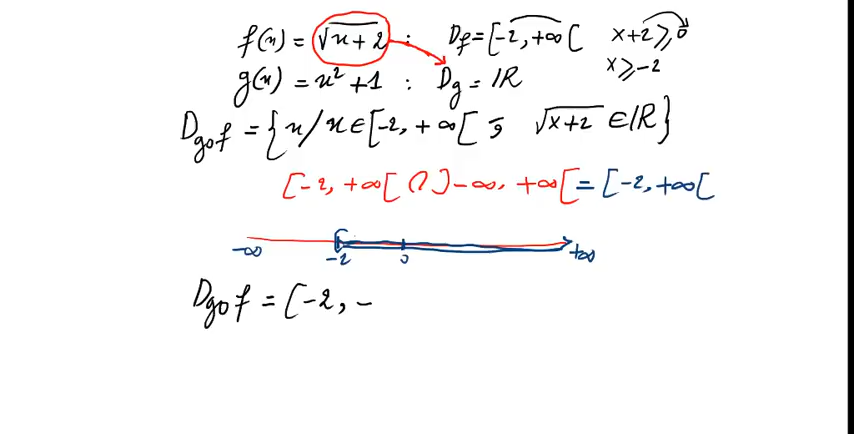 f(x) = √x+2 : Df = [-2, +∞[ x+2 ≥ 0
x ≥ -2
g(x) = x² + 1 : Dg = IR
Dgof = {x / x ∈ [-2, +∞[ و √x+2 ∈ IR}
[-2, +∞[ ∩ ]-∞, +∞[ = [-2, +∞[
-∞ -2 0 +∞
Dgof = [-2, -